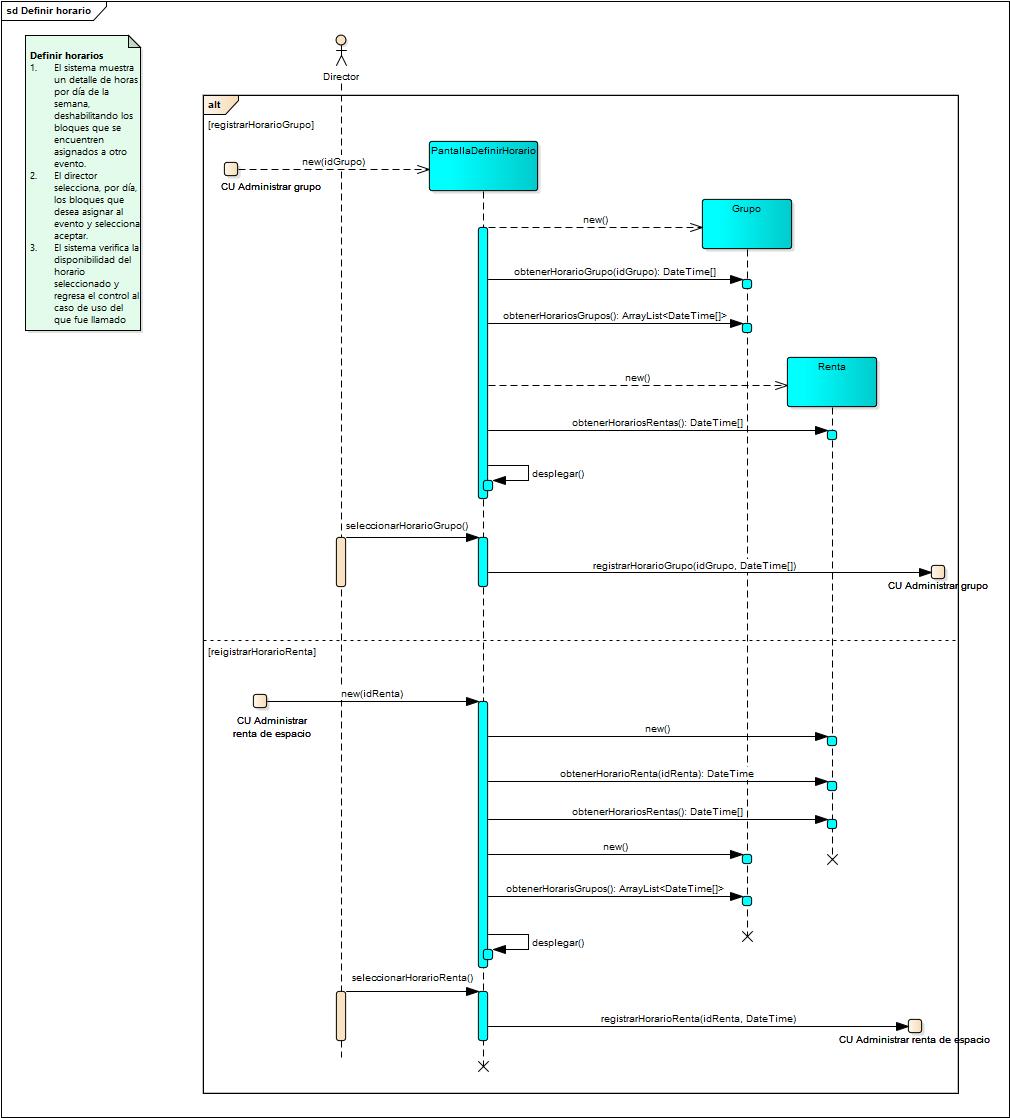 sd Definir horario
Definir horarios
1. El sistema muestra
un detalle de horas
por día de la
semana,
deshabilitando los
bloques que se
encuentren
asignados a otro
evento.
2. El director
selecciona, por día,
los bloques que
desea asignar al
evento y selecciona
aceptar.
3. El sistema verifica la
disponibilidad del
horario
seleccionado y
regresa el control al
caso de uso del
que fue llamado
Director
alt
[registrarHorarioGrupo]
PantallaDefinirHorario
new(idGrupo)
CU Administrar grupo
Grupo
new()
obtenerHorarioGrupo(idGrupo): DateTime[]
obtenerHorariosGrupos(): ArrayList<DateTime[]>
Renta
new()
obtenerHorariosRentas(): DateTime[]
desplegar()
seleccionarHorarioGrupo()
registrarHorarioGrupo(idGrupo, DateTime[])
CU Administrar grupo
[reigistrarHorarioRenta]
new(idRenta)
CU Administrar
renta de espacio
new()
obtenerHorarioRenta(idRenta): DateTime
obtenerHorariosRentas(): DateTime[]
new()
obtenerHorarisGrupos(): ArrayList<DateTime[]>
desplegar()
seleccionarHorarioRenta()
registrarHorarioRenta(idRenta, DateTime)
CU Administrar renta de espacio